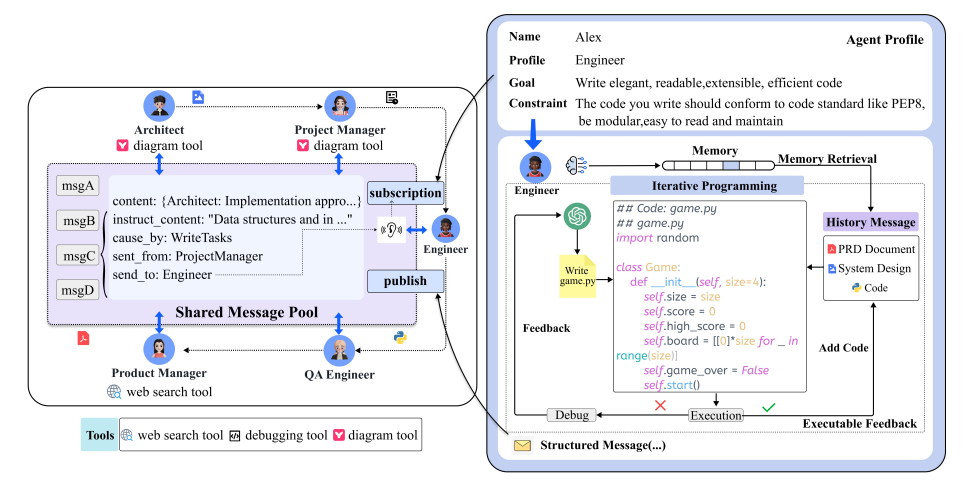 Architect
diagram tool
Project Manager
diagram tool
msgA
msgB
msgC
msgD
content: {Architect: Implementation appro...}
instruct_content: "Data structures and in ..."
cause_by: WriteTasks
sent_from: ProjectManager
send_to: Engineer
subscription
Engineer
publish
Shared Message Pool
Product Manager
web search tool
QA Engineer
Tools
web search tool
debugging tool
diagram tool
Agent Profile
Name Alex
Profile Engineer
Goal Write elegant, readable,extensible, efficient code
Constraint The code you write should conform to code standard like PEP8,
be modular,easy to read and maintain
Engineer
Memory
Memory Retrieval
Iterative Programming
Write
game.py
## Code: game.py
## game.py
import random
class Game:
def __init__(self, size=4):
self.size = size
self.score = 0
self.high_score = 0
self.board = [[0]*size for _ in
range(size)]
self.game_over = False
self.start()
History Message
PRD Document
System Design
Code
Feedback
Add Code
Debug
Execution
Executable Feedback
Structured Message(...)